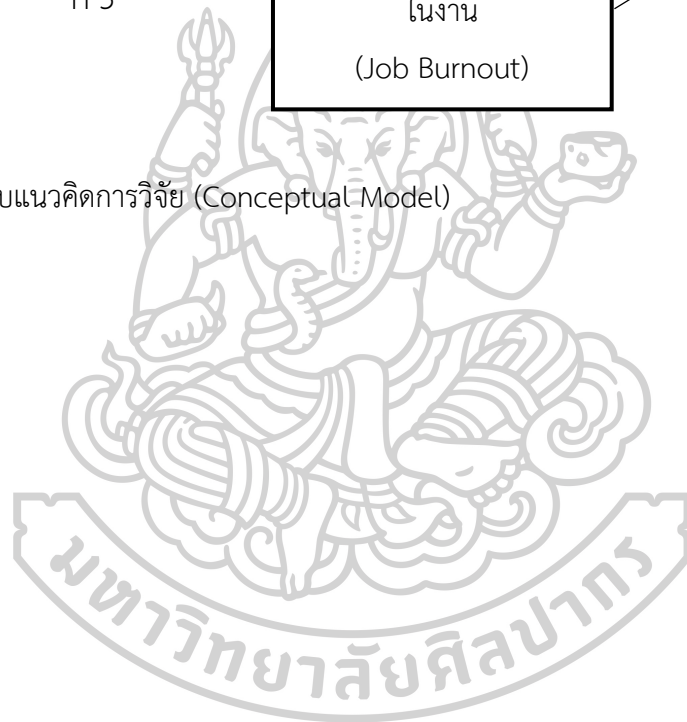 ในงาน
(Job Burnout)
บแนวคิดการวิจัย (Conceptual Model)
มหาวิทยาลัยศิลปากร